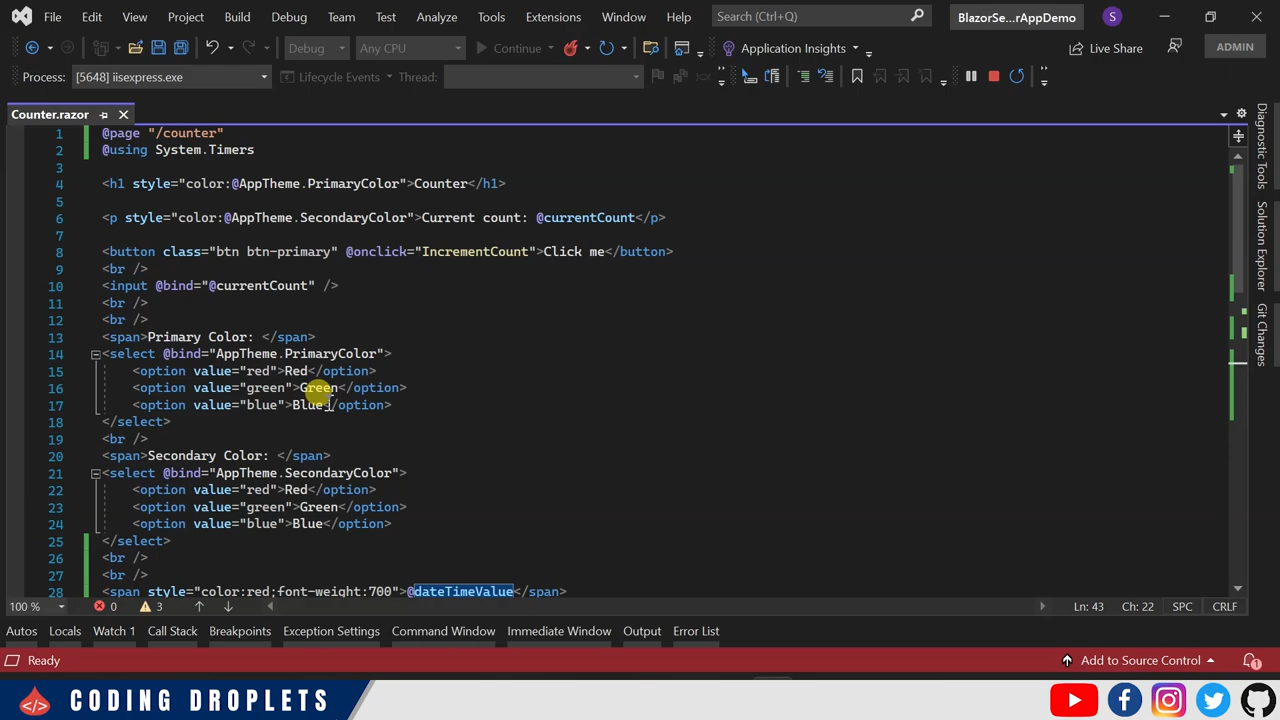 File Edit View Project Build Debug Team Test Analyze Tools Extensions Window Help Search (Ctrl+Q) BlazorSe...rAppDemo S
Debug Any CPU Continue Application Insights Live Share ADMIN
Process: [5648] iisexpress.exe Lifecycle Events Thread:
Counter.razor
1 @page "/counter"
2 @using System.Timers
3
4 <h1 style="color:@AppTheme.PrimaryColor">Counter</h1>
5
6 <p style="color:@AppTheme.SecondaryColor">Current count: @currentCount</p>
7
8 <button class="btn btn-primary" @onclick="IncrementCount">Click me</button>
9 <br />
10 <input @bind="@currentCount" />
11 <br />
12 <br />
13 <span>Primary Color: </span>
14 <select @bind="AppTheme.PrimaryColor">
15 <option value="red">Red</option>
16 <option value="green">Green</option>
17 <option value="blue">Blue</option>
18 </select>
19 <br />
20 <span>Secondary Color: </span>
21 <select @bind="AppTheme.SecondaryColor">
22 <option value="red">Red</option>
23 <option value="green">Green</option>
24 <option value="blue">Blue</option>
25 </select>
26 <br />
27 <br />
28 <span style="color:red;font-weight:700">@dateTimeValue</span>
Diagnostic Tools
Solution Explorer
Git Changes
100 % 0 3 Ln: 43 Ch: 22 SPC CRLF
Autos Locals Watch 1 Call Stack Breakpoints Exception Settings Command Window Immediate Window Output Error List
Ready Add to Source Control 1
</> CODING DROPLETS